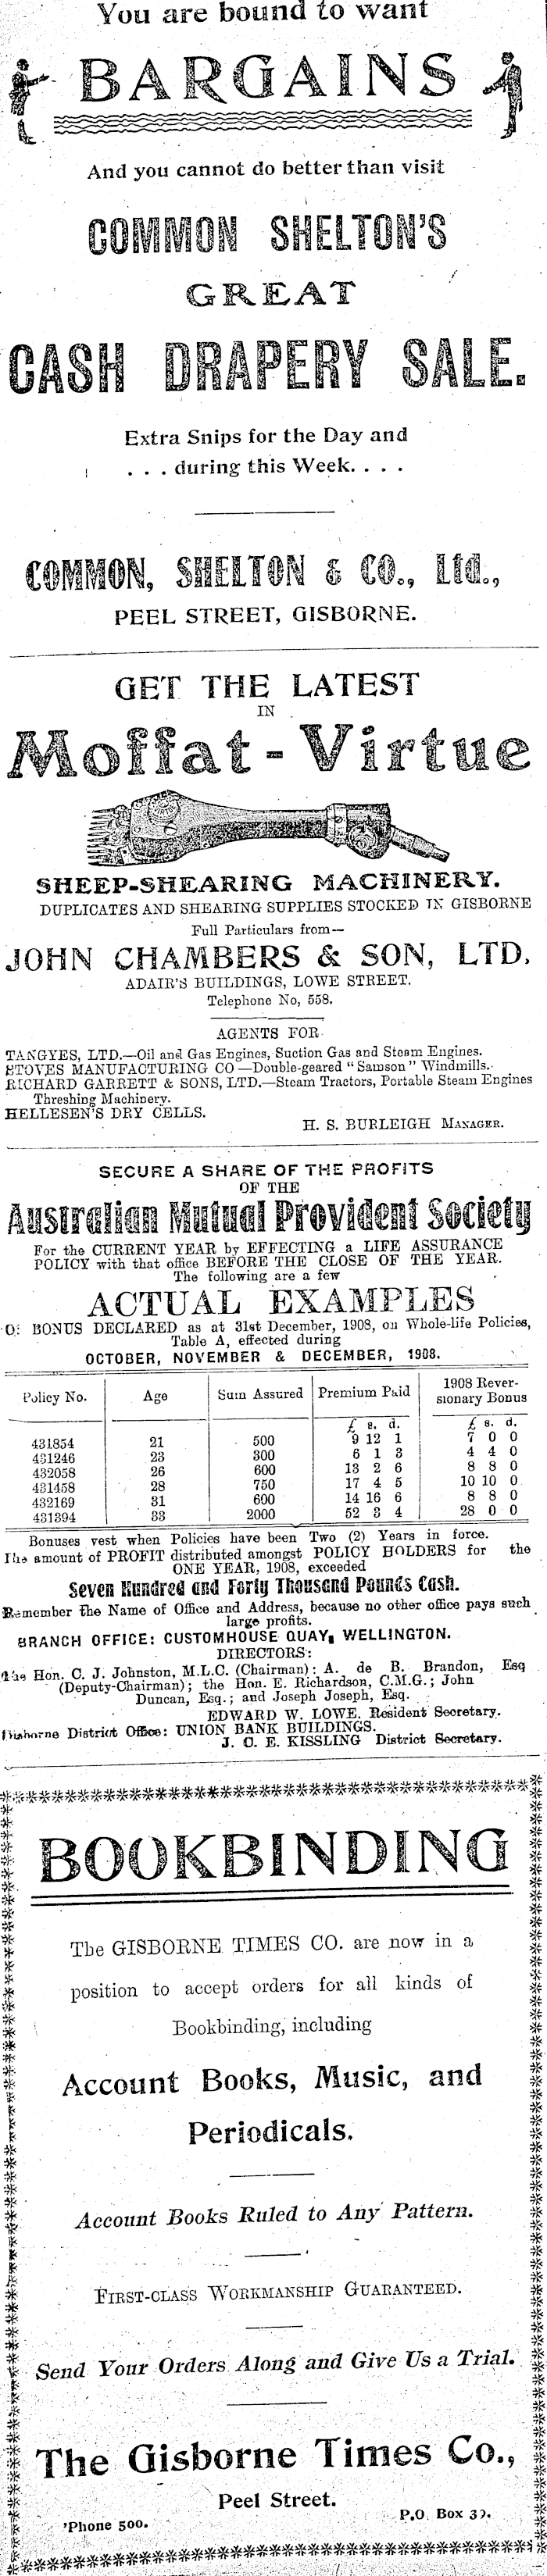 You are bound to want
BARGAINS
And you cannot do better than visit
COMMON SHELTON'S
GREAT
CASH DRAPERY SALE.
Extra Snips for the Day and
. . . during this Week. . . .
COMMON, SHELTON & CO., Ltd.,
PEEL STREET, GISBORNE.
GET THE LATEST
IN
Moffat-Virtue
SHEEP-SHEARING MACHINERY.
DUPLICATES AND SHEARING SUPPLIES STOCKED IN GISBORNE
Full Particulars from—
JOHN CHAMBERS & SON, LTD,
ADAIR'S BUILDINGS, LOWE STREET.
Telephone No, 558.
AGENTS FOR
TANGYES, LTD.—Oil and Gas Engines, Suction Gas and Steam Engines.
STOVES MANUFACTURING CO—Double-geared "Samson" Windmills.
RICHARD GARRETT & SONS, LTD.—Steam Tractors, Portable Steam Engines
Threshing Machinery.
HELLESEN'S DRY CELLS.
H. S. BURLEIGH MANAGER.
SECURE A SHARE OF THE PROFITS
OF THE
Australian Mutual Provident Society
For the CURRENT YEAR by EFFECTING a LIFE ASSURANCE
POLICY with that office BEFORE THE CLOSE OF THE YEAR.
The following are a few
ACTUAL EXAMPLES
Of BONUS DECLARED as at 31st December, 1908, on Whole-life Policies,
Table A, effected during
OCTOBER, NOVEMBER & DECEMBER, 1908.
Policy No. Age Sum Assured Premium Paid 1908 Rever-
sionary Bonus
£ s. d. £ s. d.
431854 21 500 9 12 1 7 0 0
431246 23 300 6 1 3 4 4 0
432058 26 600 13 2 6 8 8 0
431458 28 750 17 4 5 10 10 0
432169 31 600 14 16 6 8 8 0
431394 33 2000 52 3 4 28 0 0
Bonuses vest when Policies have been Two (2) Years in force.
The amount of PROFIT distributed amongst POLICY HOLDERS for the
ONE YEAR, 1908, exceeded
Seven Hundred and Forty Thousand Pounds Cash.
Remember the Name of Office and Address, because no other office pays such
large profits.
BRANCH OFFICE: CUSTOMHOUSE QUAY, WELLINGTON.
DIRECTORS:
The Hon. C. J. Johnston, M.L.C. (Chairman): A. de B. Brandon, Esq
(Deputy-Chairman); the Hon. E. Richardson, C.M.G.; John
Duncan, Esq.; and Joseph Joseph, Esq.
EDWARD W. LOWE. Resident Secretary.
Gisborne District Office: UNION BANK BUILDINGS.
J. C. E. KISSLING District Secretary.
BOOKBINDING
The GISBORNE TIMES CO. are now in a
position to accept orders for all kinds of
Bookbinding, including
Account Books, Music, and
Periodicals.
Account Books Ruled to Any Pattern.
FIRST-CLASS WORKMANSHIP GUARANTEED.
Send Your Orders Along and Give Us a Trial.
The Gisborne Times Co.,
Peel Street.
'Phone 500. P.O. Box